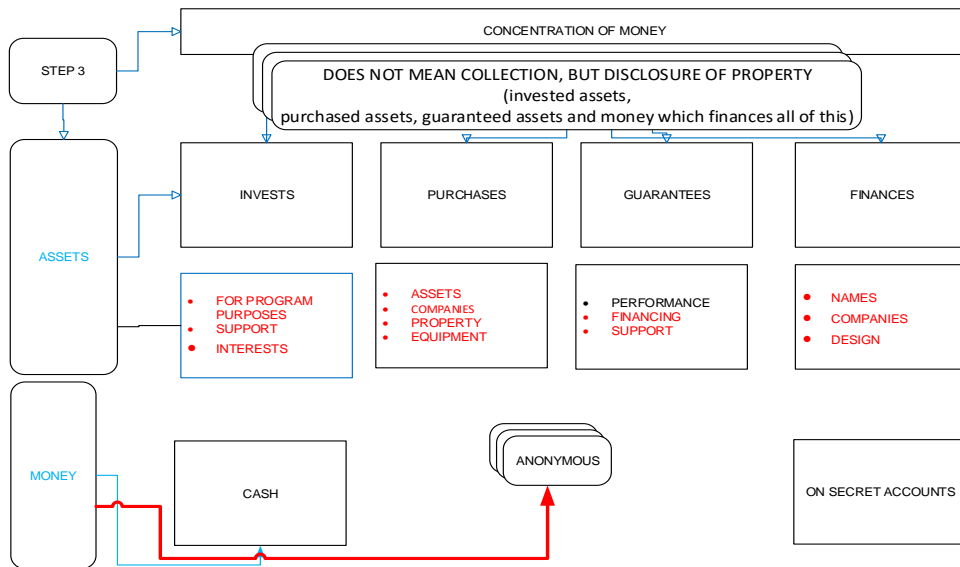 CONCENTRATION OF MONEY
STEP 3
DOES NOT MEAN COLLECTION, BUT DISCLOSURE OF PROPERTY
(invested assets,
purchased assets, guaranteed assets and money which finances all of this)
INVESTS
PURCHASES
GUARANTEES
FINANCES
ASSETS
• FOR PROGRAM
PURPOSES
• SUPPORT
• INTERESTS
• ASSETS
• COMPANIES
• PROPERTY
• EQUIPMENT
• PERFORMANCE
• FINANCING
• SUPPORT
• NAMES
• COMPANIES
• DESIGN
MONEY
CASH
ANONYMOUS
ON SECRET ACCOUNTS